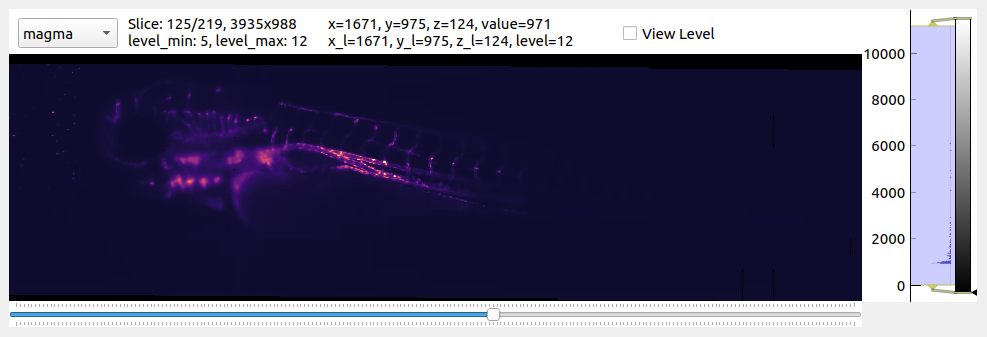 magma
Slice: 125/219, 3935x988
level_min: 5, level_max: 12
x=1671, y=975, z=124, value=971
x_l=1671, y_l=975, z_l=124, level=12
View Level
10000
8000
6000
4000
2000
0